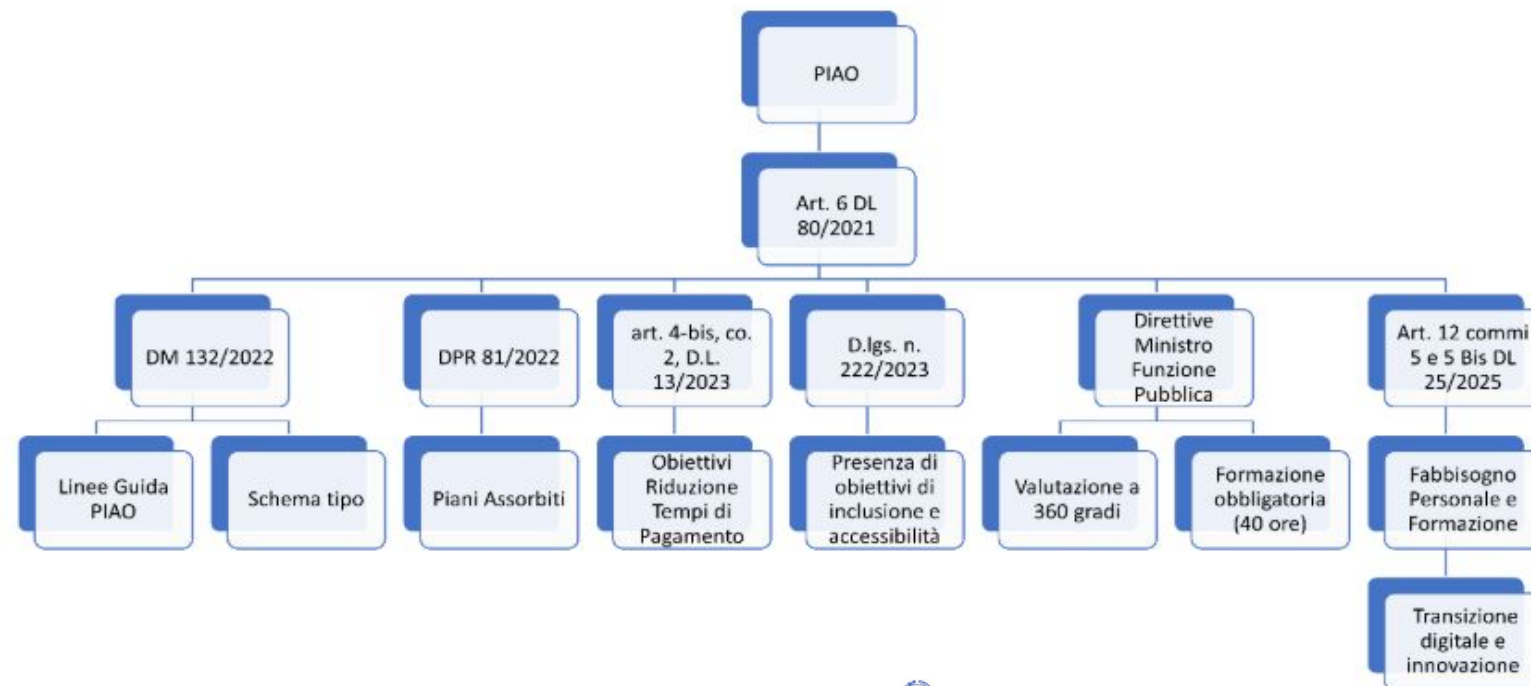 PIAO
Art. 6 DL
80/2021
DM 132/2022
DPR 81/2022
art. 4-bis, co.
2, D.L.
13/2023
D.lgs. n.
222/2023
Direttive
Ministro
Funzione
Pubblica
Art. 12 commi
5 e 5 Bis DL
25/2025
Linee Guida
PIAO
Schema tipo
Piani Assorbiti
Obiettivi
Riduzione
Tempi di
Pagamento
Presenza di
obiettivi di
inclusione e
accessibilità
Valutazione a
360 gradi
Formazione
obbligatoria
(40 ore)
Fabbisogno
Personale e
Formazione
Transizione
digitale e
innovazione